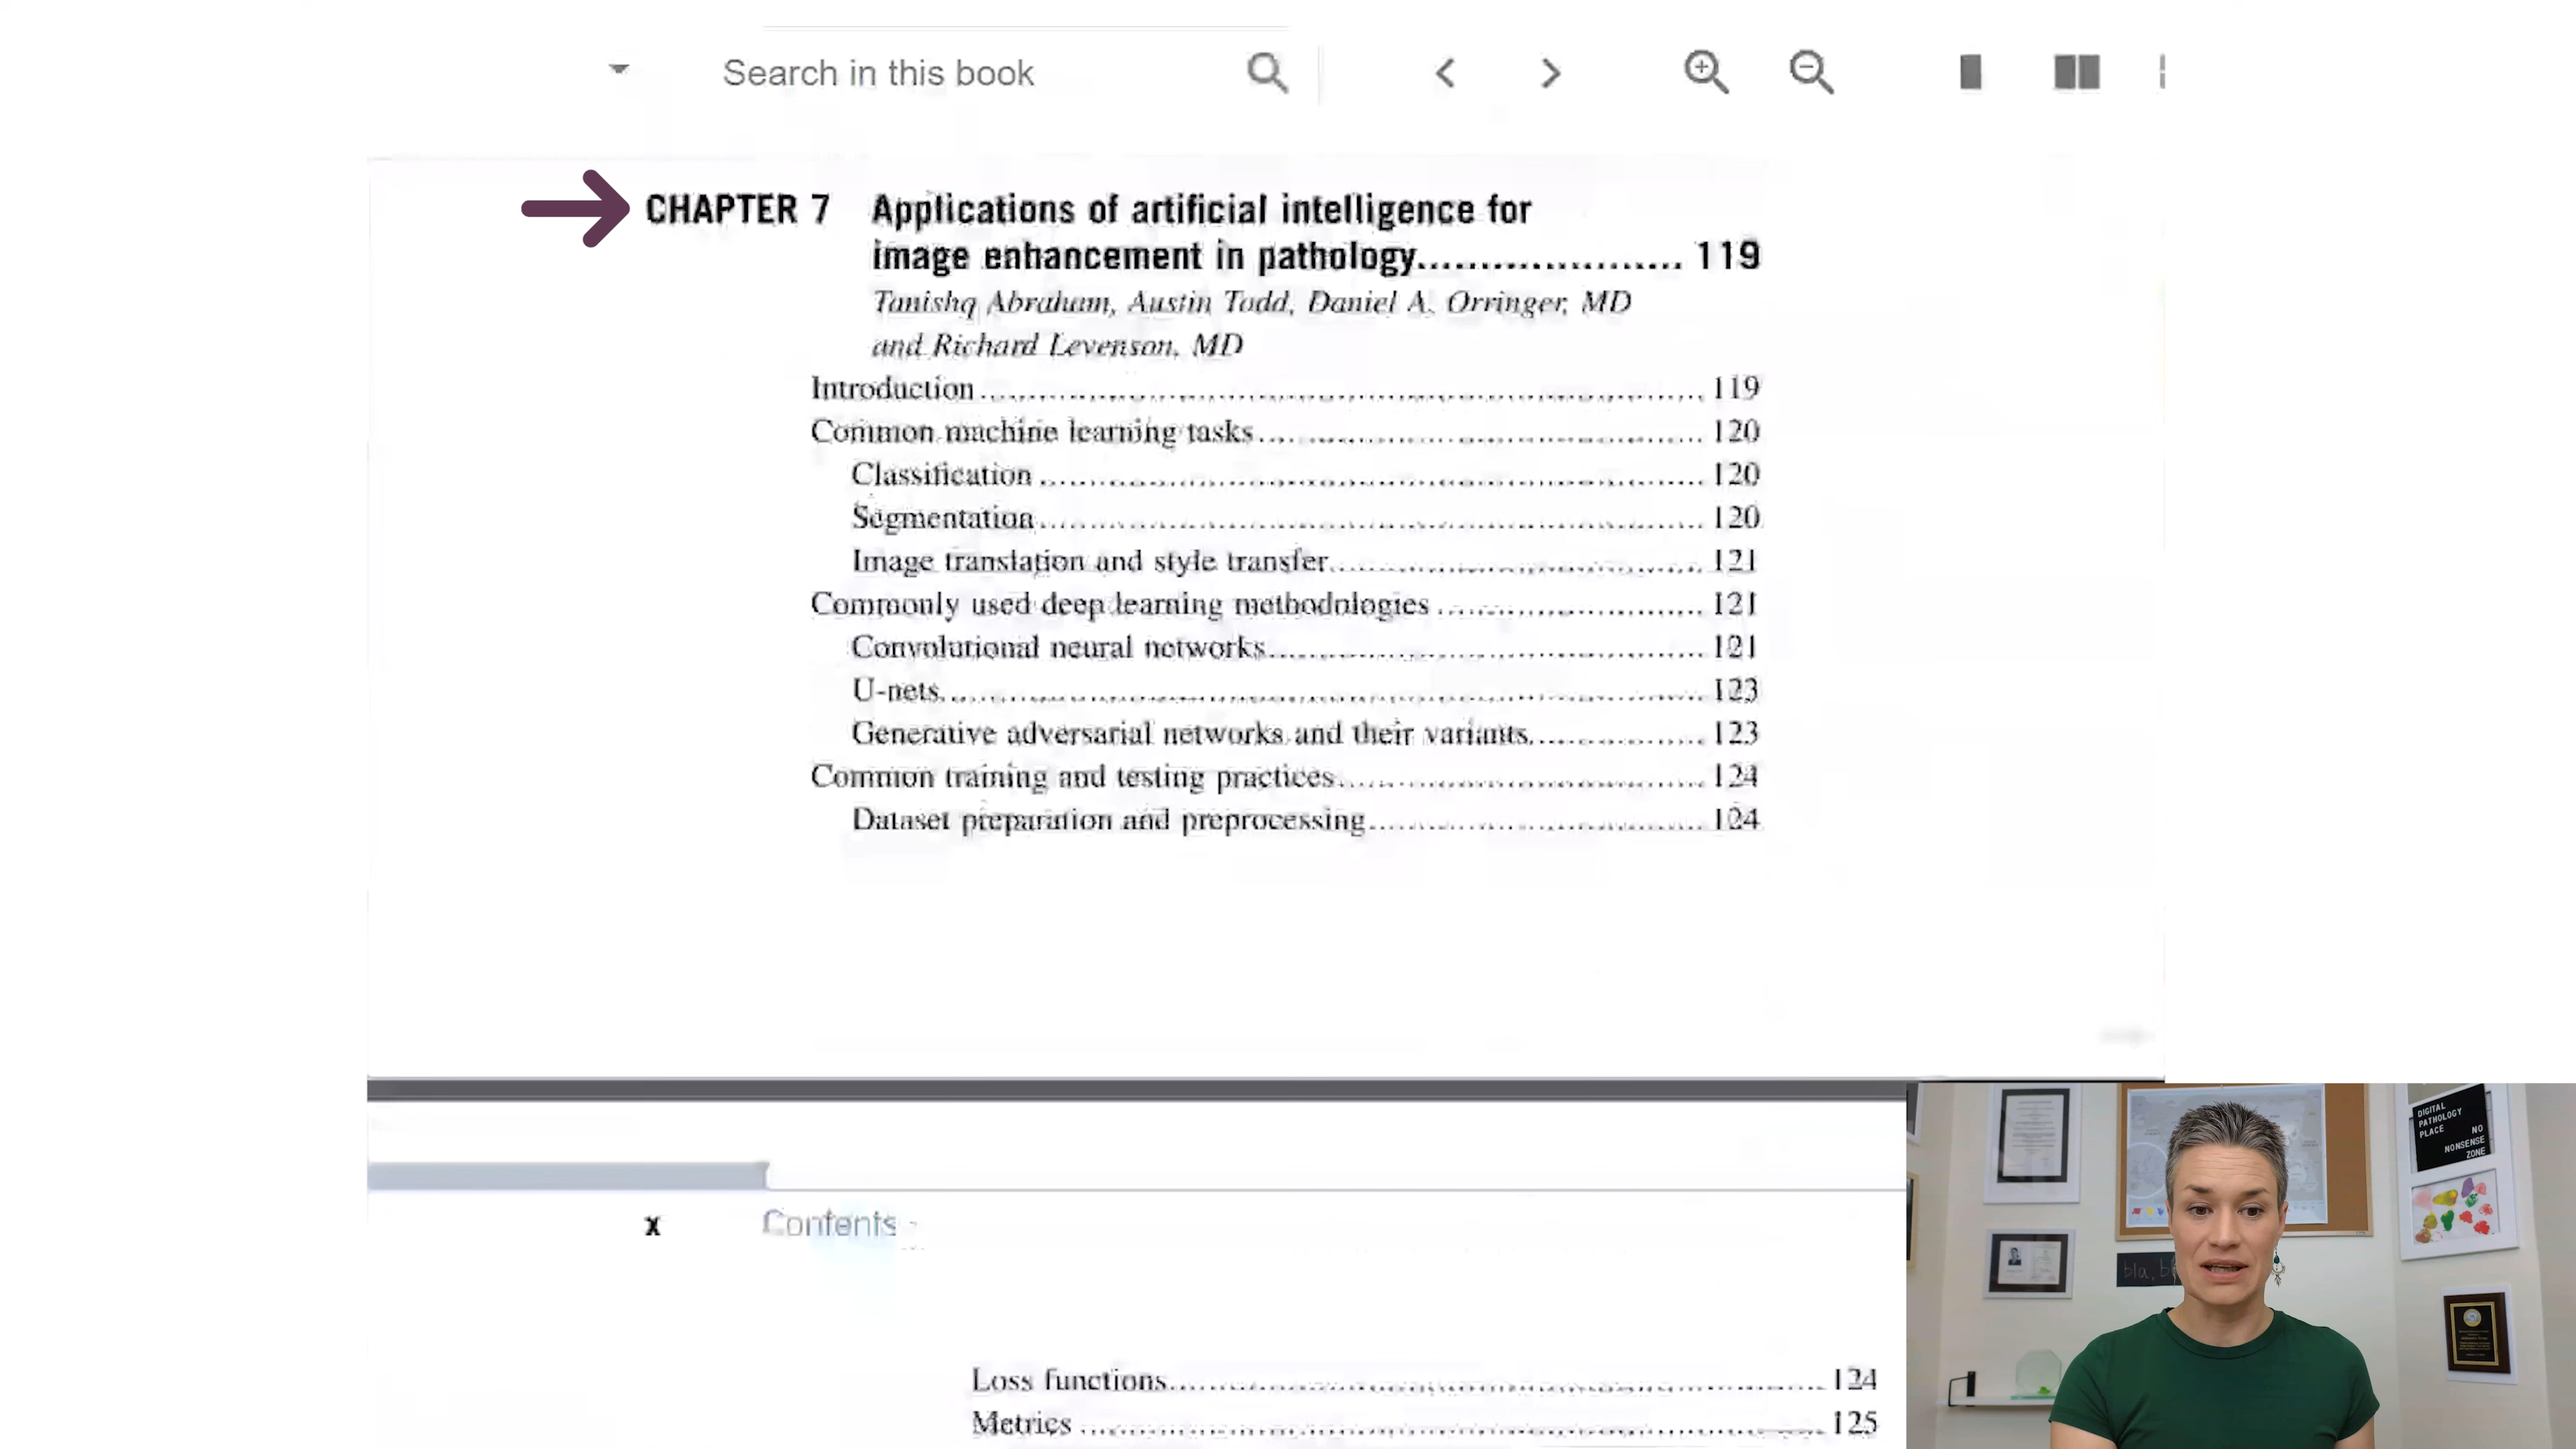 Search in this book
CHAPTER 7 Applications of artificial intelligence for
image enhancement in pathology..................... 119
Tanishq Abraham, Austin Todd, Daniel A. Orringer, MD
and Richard Levenson, MD
Introduction 119
Common machine learning tasks 120
Classification 120
Segmentation 120
Image translation and style transfer 121
Commonly used deep learning methodologies 121
Convolutional neural networks 121
U-nets 123
Generative adversarial networks and their variants 123
Common training and testing practices 124
Dataset preparation and preprocessing 124
x Contents
Loss functions 124
Metrics 125
DIGITAL
PATHOLOGY
PLACE NO
NONSENSE
ZONE
bla, b